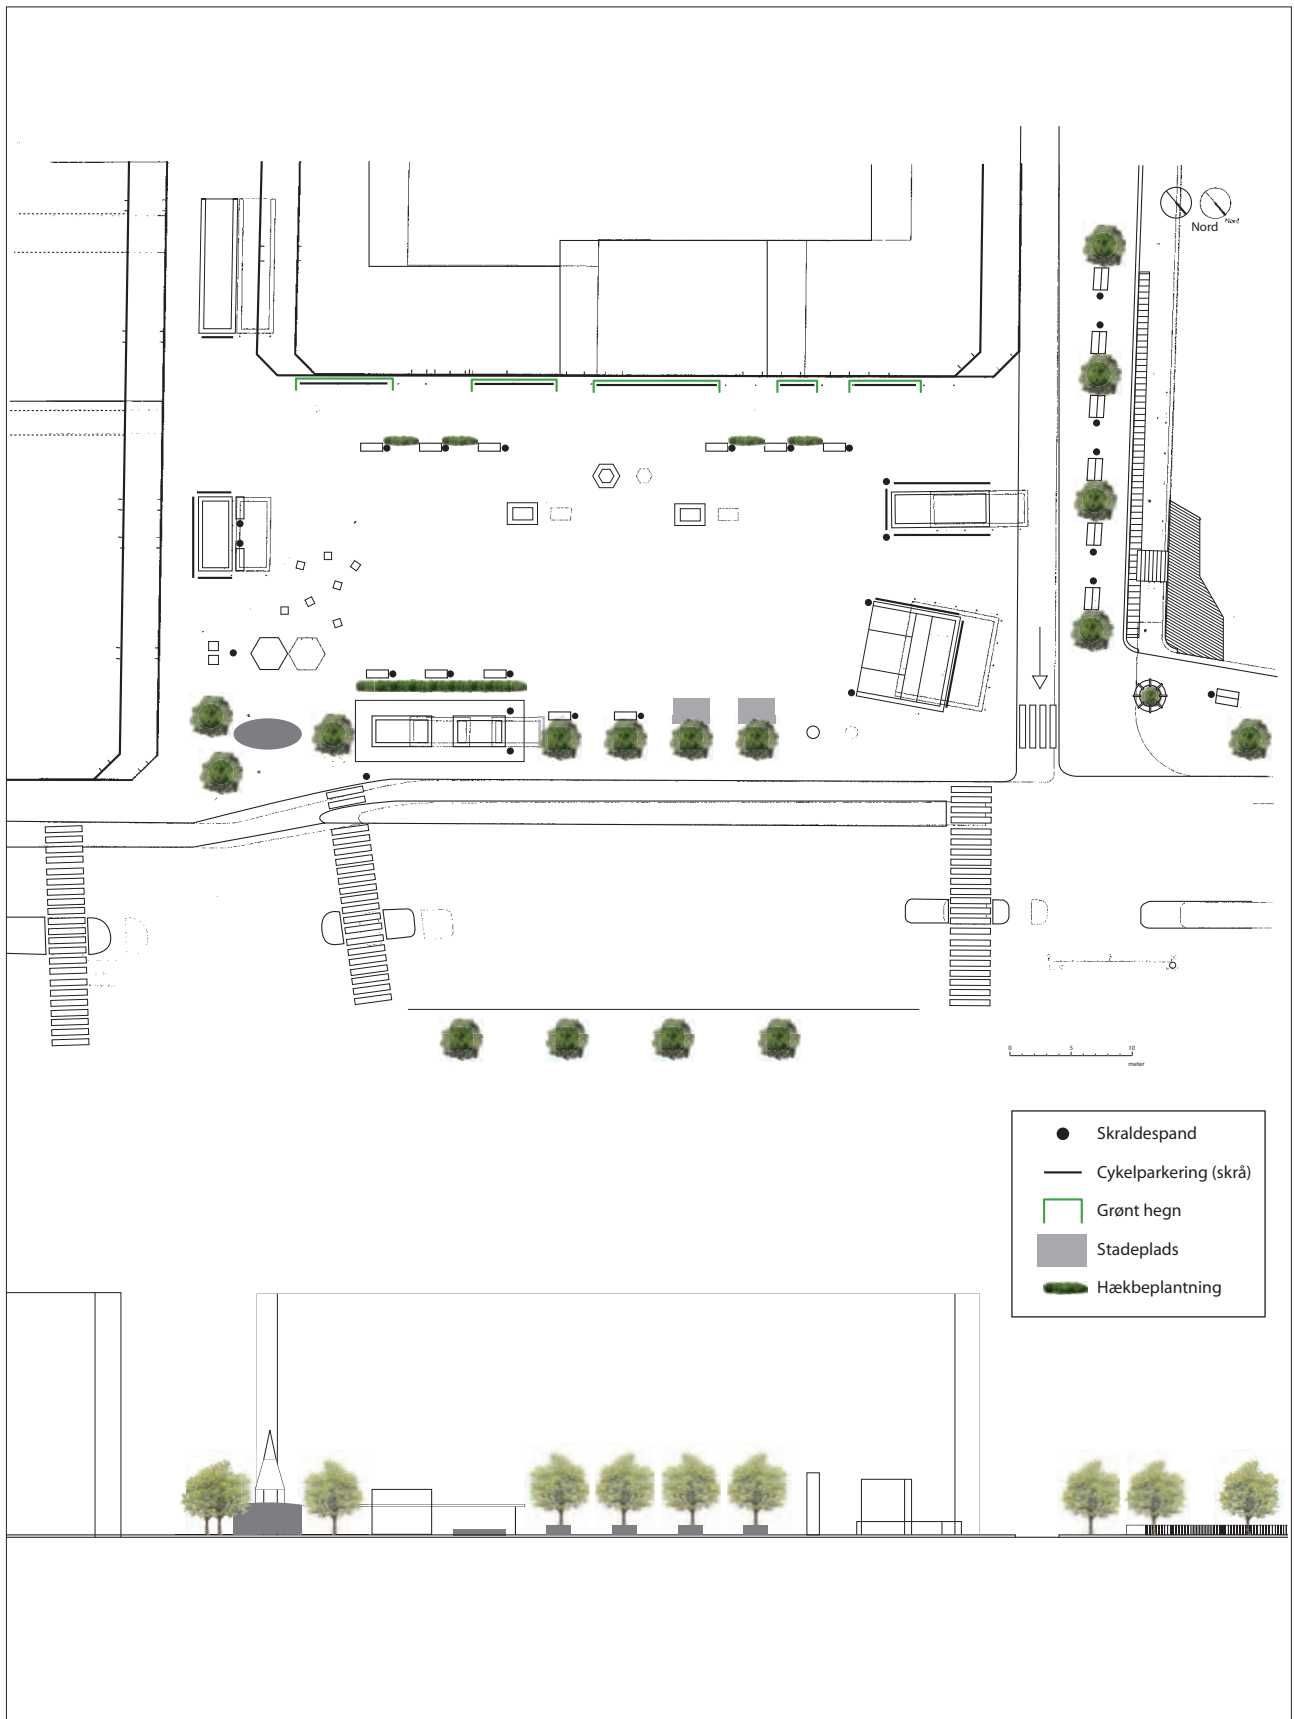 Nord
Nord
0 5 10
meter
Skraldespand
Cykelparkering (skrå)
Grønt hegn
Stadeplads
Hækbeplantning